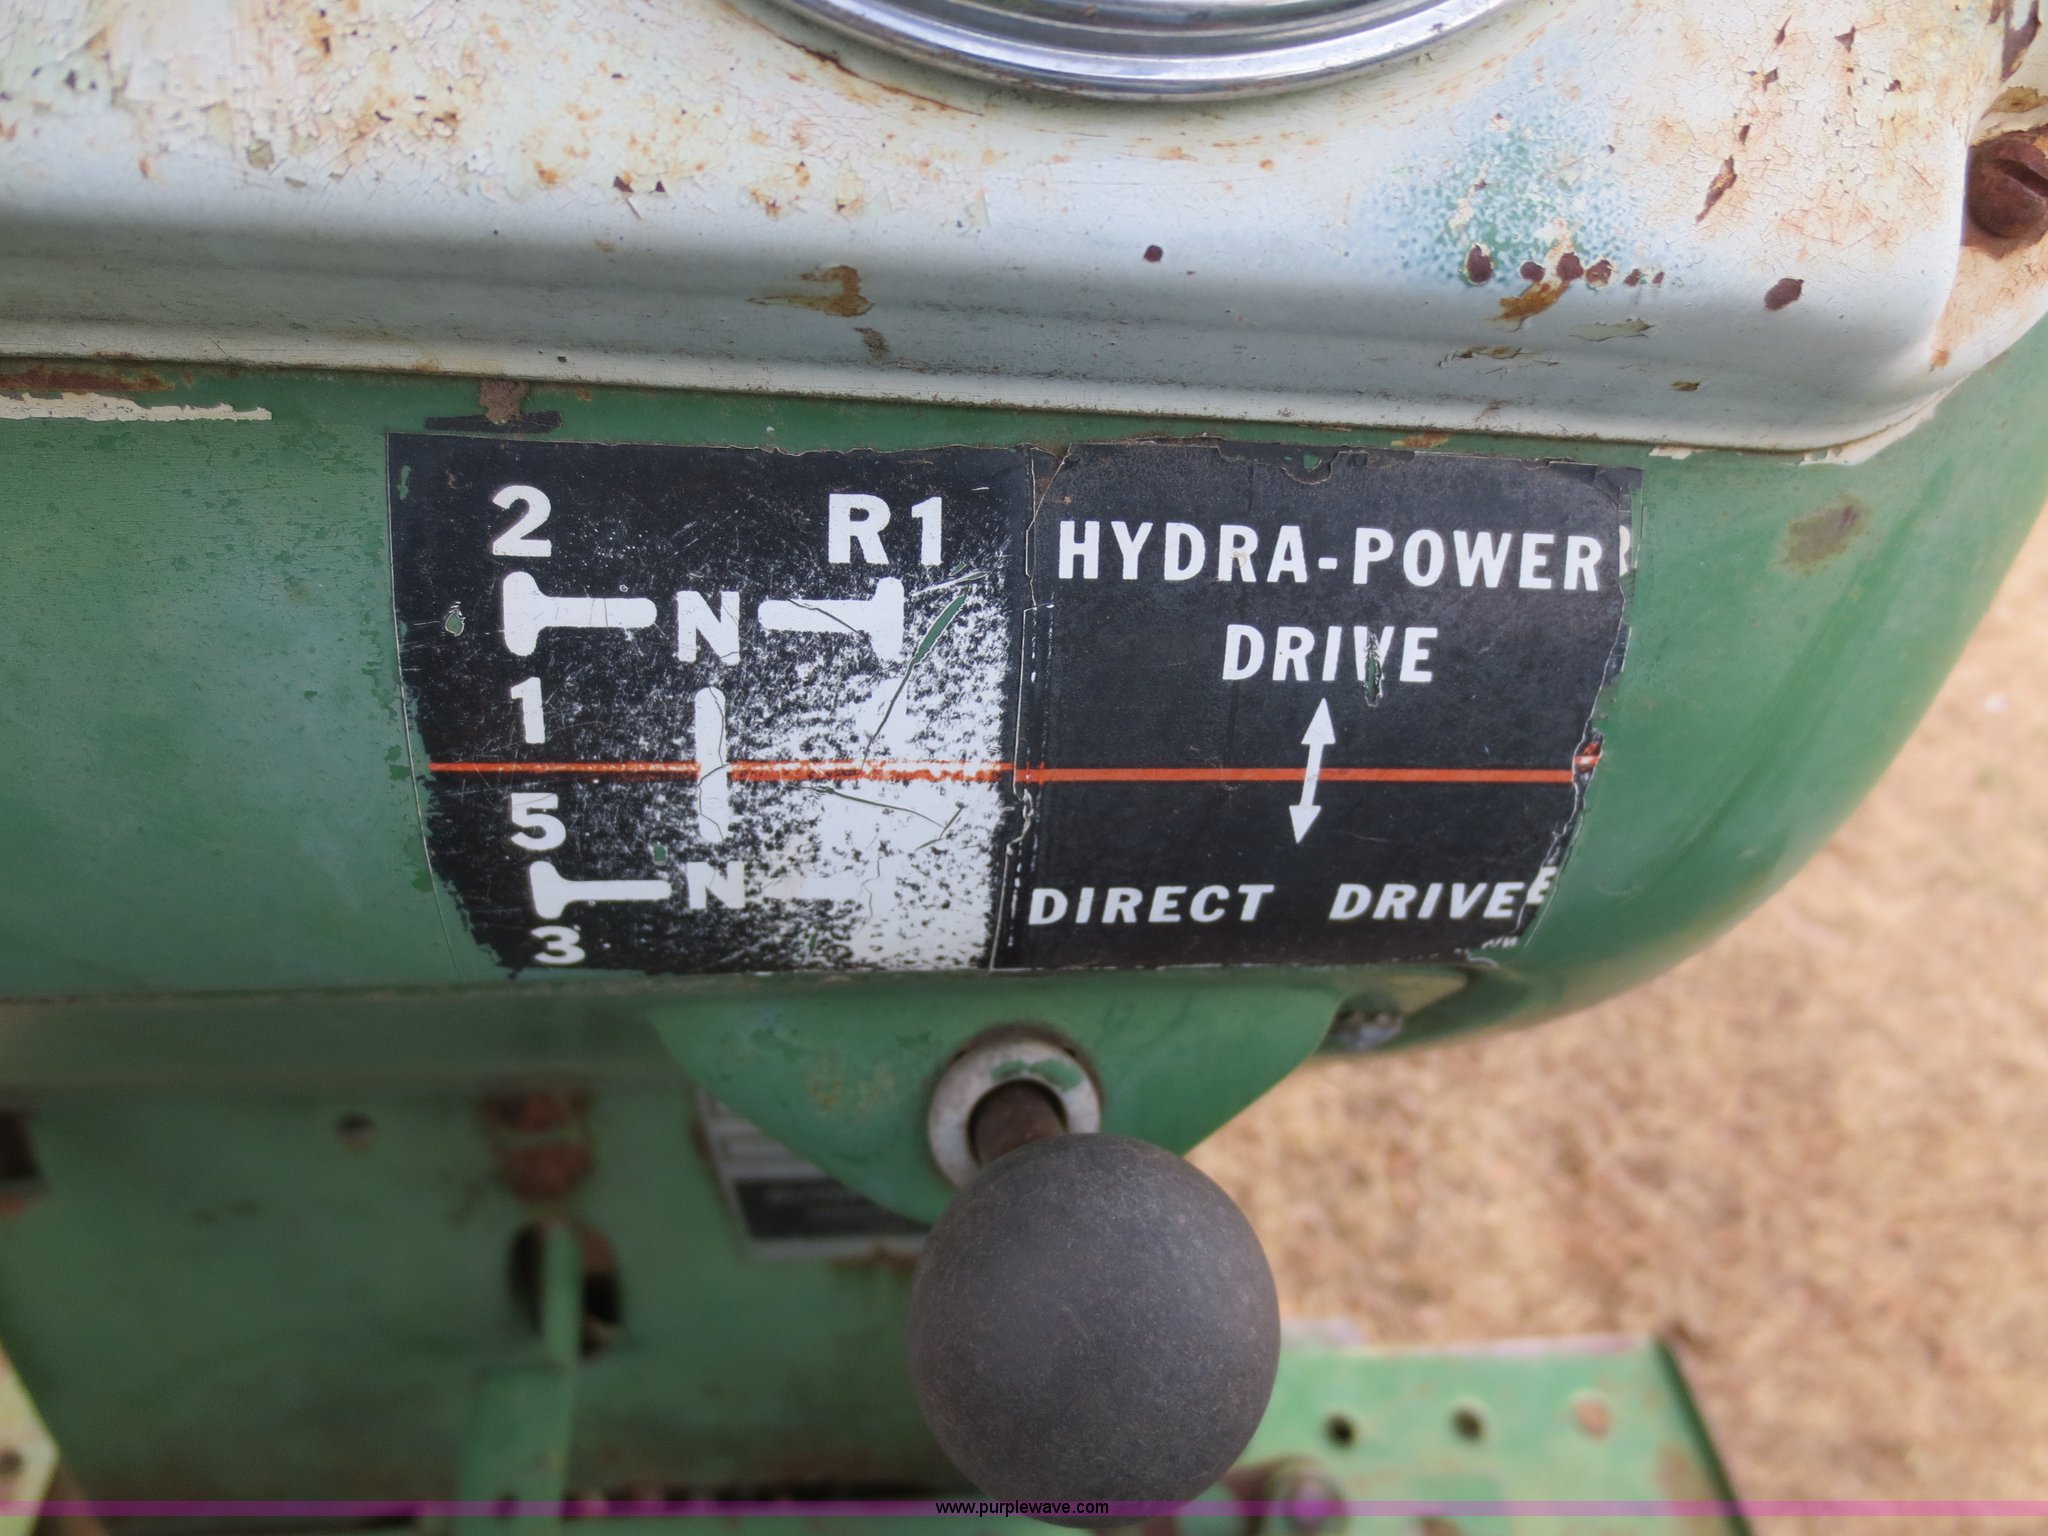 2 R1
N
1
5
N
3
HYDRA-POWER
DRIVE
DIRECT DRIVE
www.purplewave.com